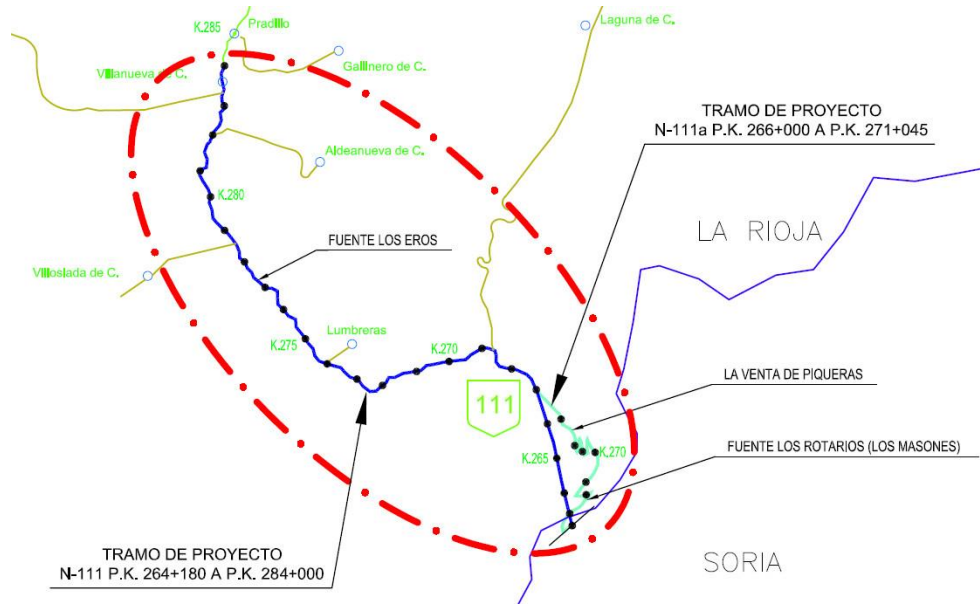 K.285
Pradillo
Laguna de C.
Villanueva de C.
Gallinero de C.
TRAMO DE PROYECTO
N-111a P.K. 266+000 A P.K. 271+045
Aldeanueva de C.
K.280
LA RIOJA
FUENTE LOS EROS
Villoslada de C.
K.275
Lumbreras
K.270
LA VENTA DE PIQUERAS
111
K.265
K.270
FUENTE LOS ROTARIOS (LOS MASONES)
TRAMO DE PROYECTO
N-111 P.K. 264+180 A P.K. 284+000
SORIA